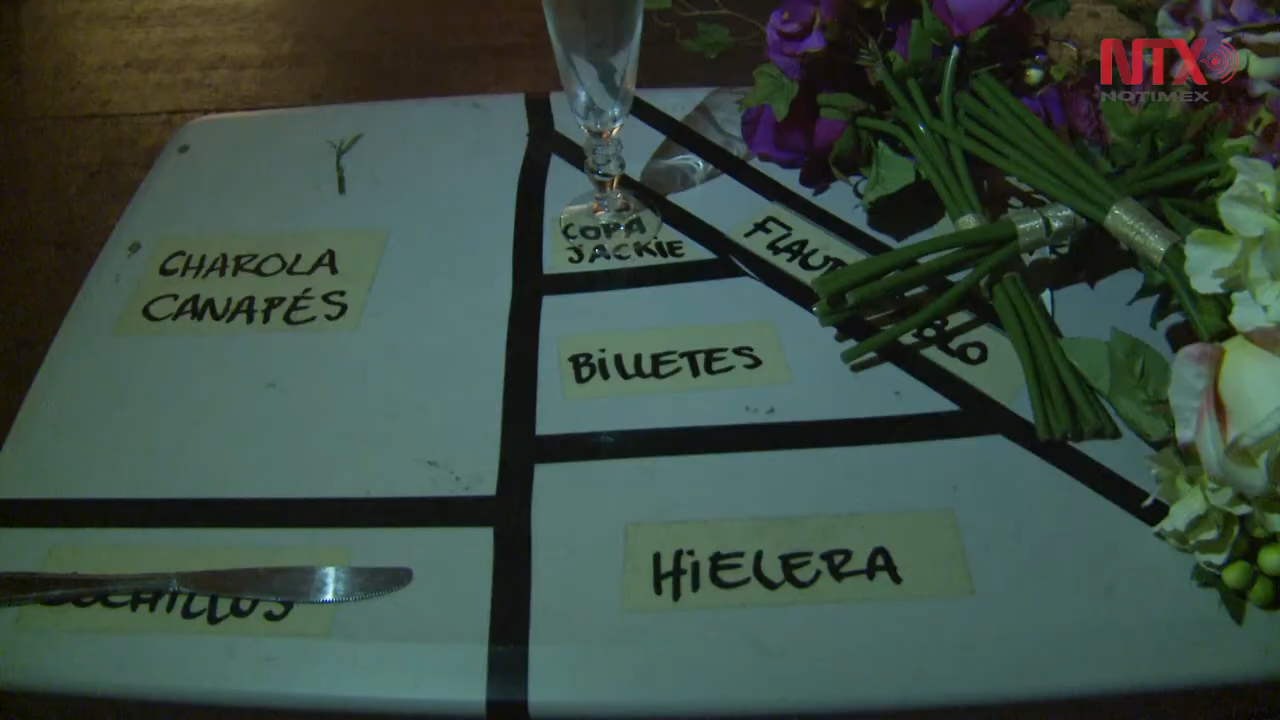 NTX
NOTIMEX
CHAROLA
CANAPÉS
COPA
JACKIE
BILLETES
HIELERA